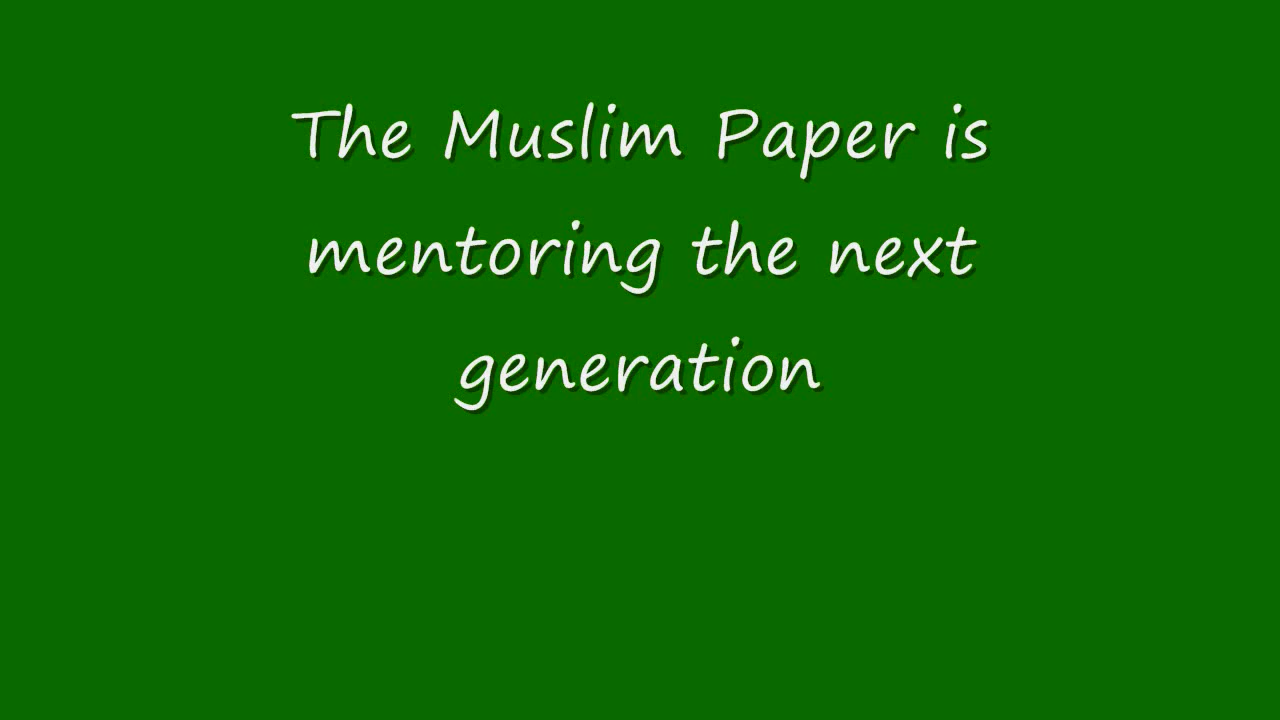 The Muslim Paper is
mentoring the next
generation